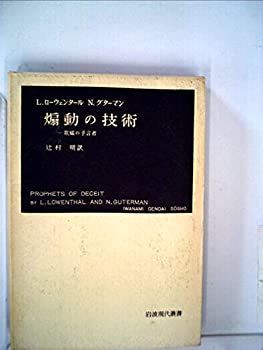 L.ローウェンタール N.グターマン
煽動の技術
—欺瞞の予言者
辻村 明訳
PROPHETS OF DECEIT
BY L. LOWENTHAL AND N. GUTERMAN
IWANAMI GENDAI SŌSHO
岩波現代叢書